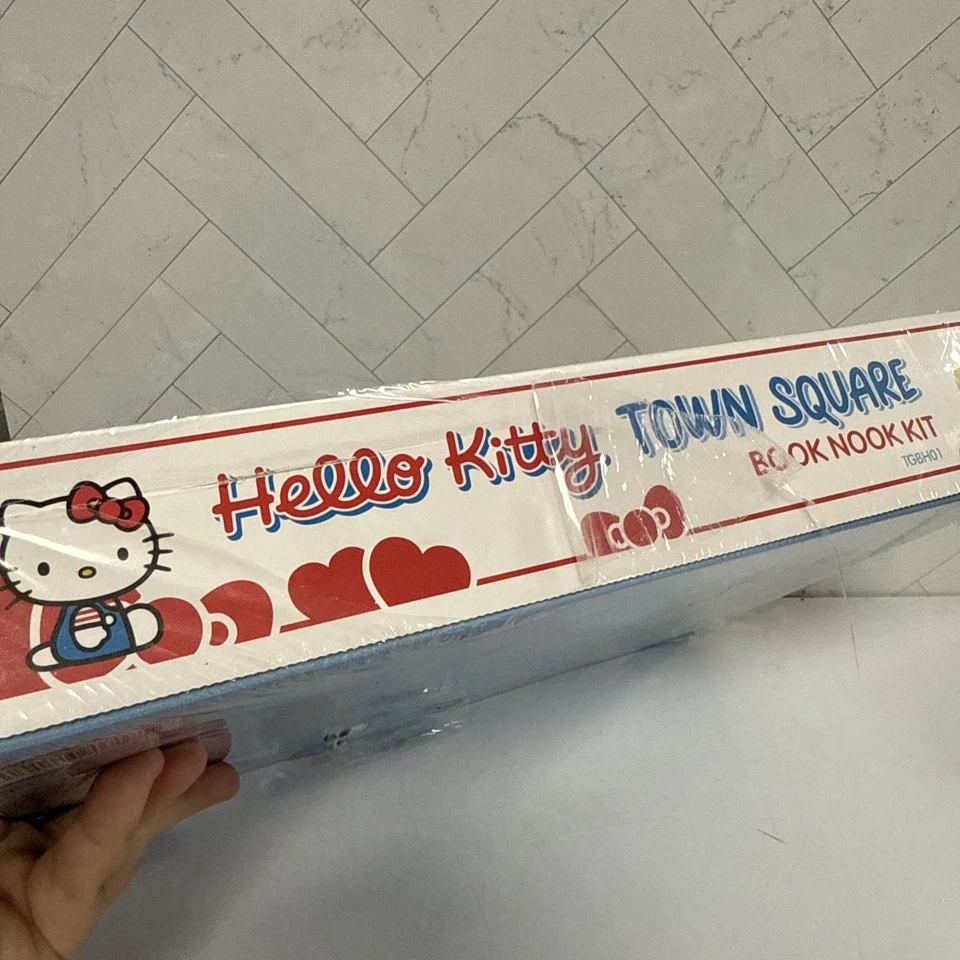 Hello Kitty TOWN SQUARE
BOOK NOOK KIT
TGBH01